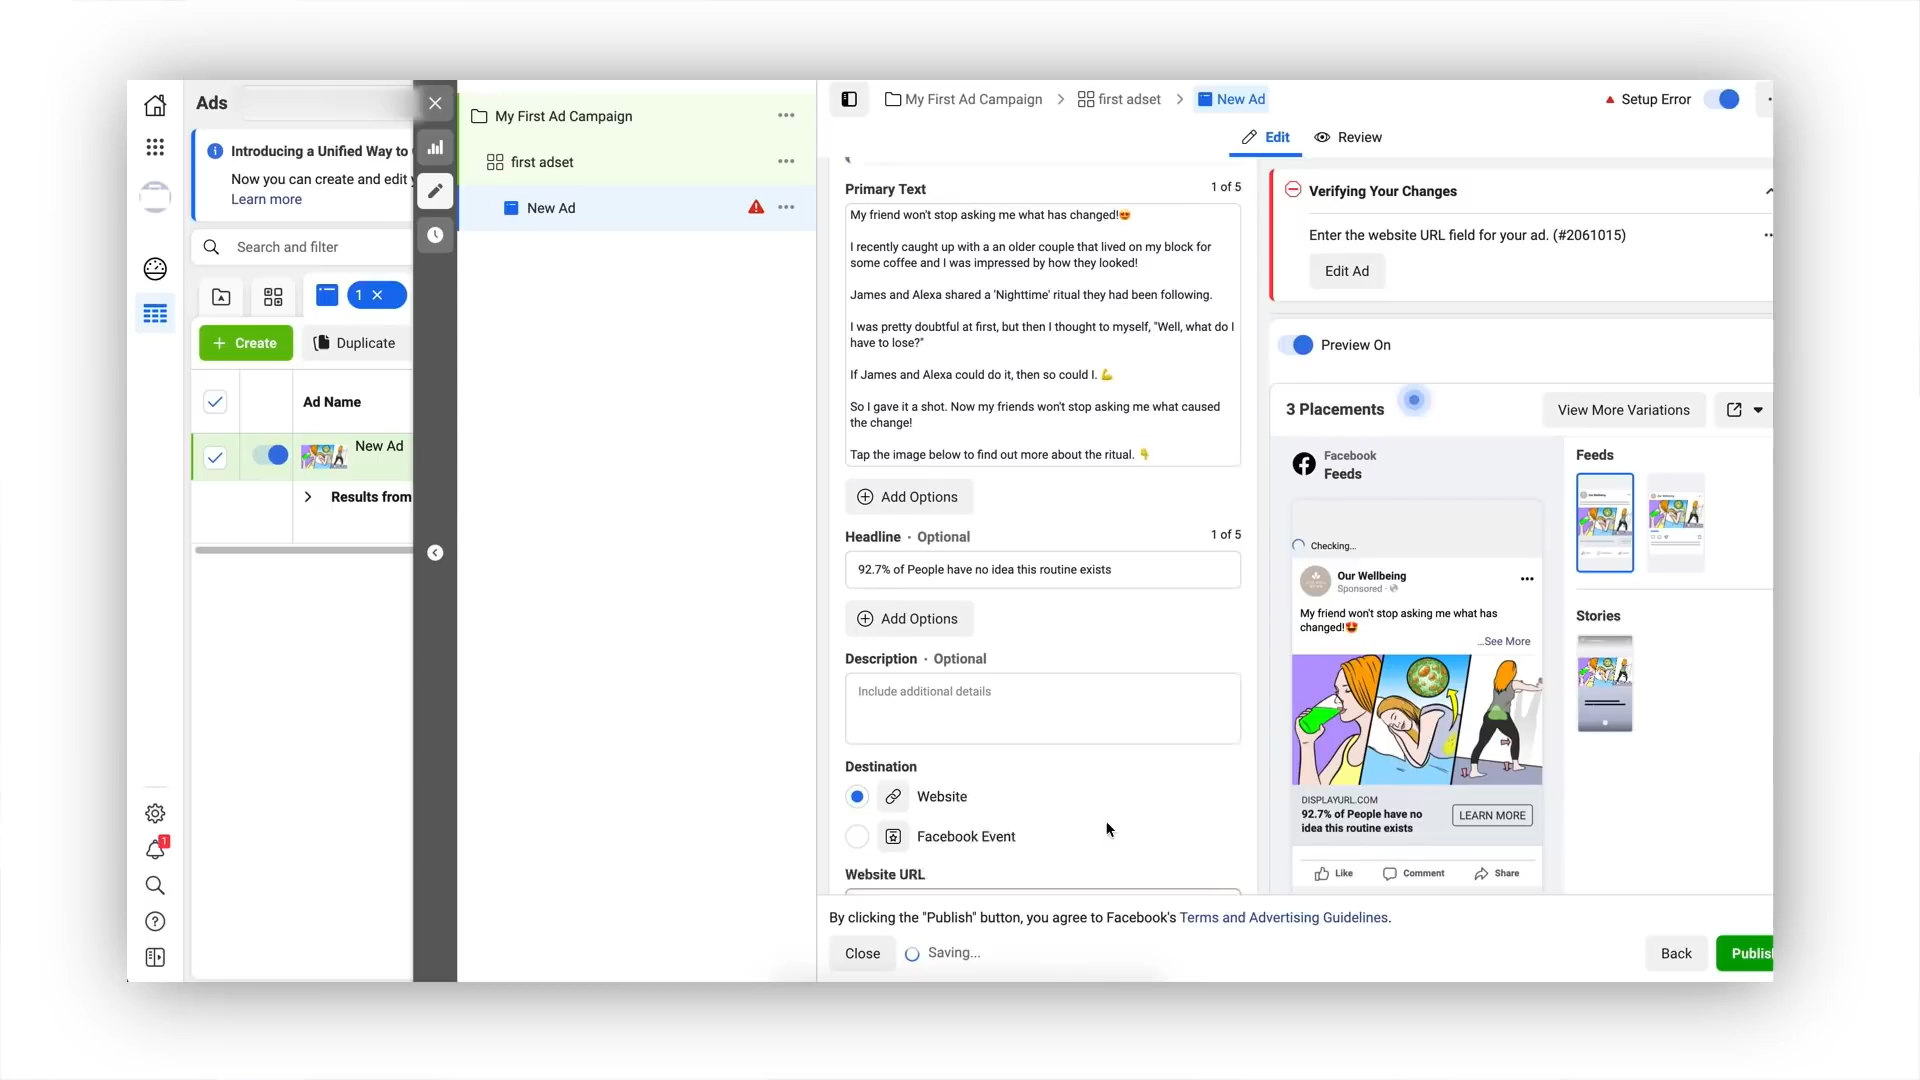 Ads
Introducing a Unified Way to
Now you can create and edit
Learn more
Search and filter
1
Create
Duplicate
Ad Name
New Ad
Results from
1
My First Ad Campaign
first adset
New Ad
My First Ad Campaign
first adset
New Ad
Setup Error
Edit
Review
Primary Text
1 of 5
My friend won't stop asking me what has changed!😍
I recently caught up with a an older couple that lived on my block for
some coffee and I was impressed by how they looked!
James and Alexa shared a 'Nighttime' ritual they had been following.
I was pretty doubtful at first, but then I thought to myself, "Well, what do I
have to lose?"
If James and Alexa could do it, then so could I. 💪
So I gave it a shot. Now my friends won't stop asking me what caused
the change!
Tap the image below to find out more about the ritual. 👇
Add Options
Headline · Optional
1 of 5
92.7% of People have no idea this routine exists
Add Options
Description · Optional
Include additional details
Destination
Website
Facebook Event
Website URL
Verifying Your Changes
Enter the website URL field for your ad. (#2061015)
Edit Ad
Preview On
3 Placements
View More Variations
Facebook
Feeds
Checking...
Our Wellbeing
Sponsored ·
My friend won't stop asking me what has
changed!😍
...See More
DISPLAYURL.COM
92.7% of People have no
idea this routine exists
LEARN MORE
Like
Comment
Share
Feeds
Stories
By clicking the "Publish" button, you agree to Facebook's Terms and Advertising Guidelines.
Close
Saving...
Back
Publis